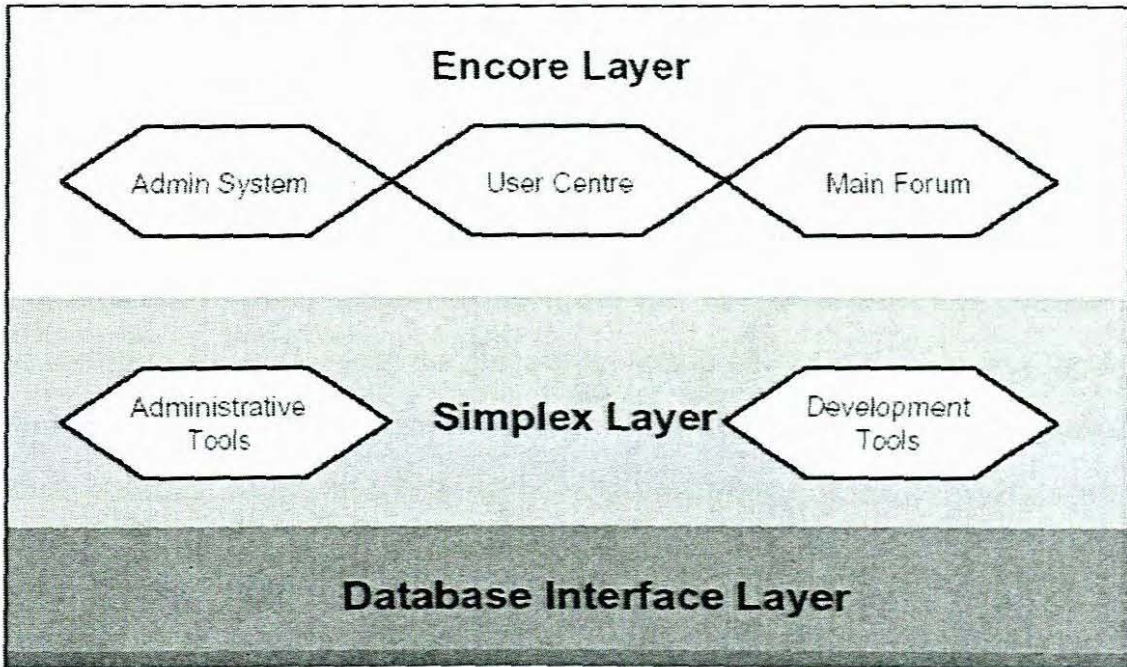 Encore Layer
Admin System
User Centre
Main Forum
Administrative
Tools
Simplex Layer
Development
Tools
Database Interface Layer